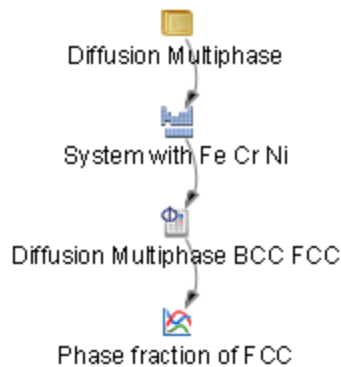 Diffusion Multiphase
System with Fe Cr Ni
Diffusion Multiphase BCC FCC
Phase fraction of FCC